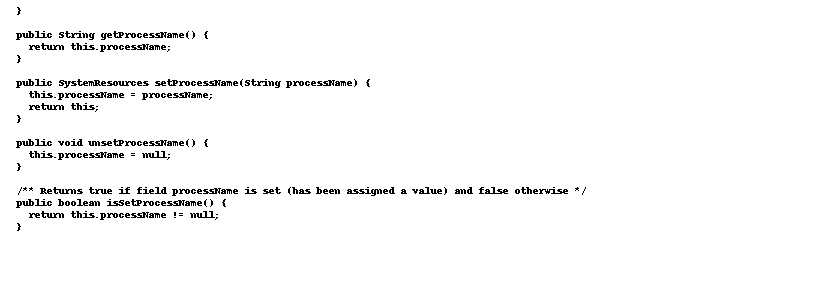 }

public String getProcessName() {
  return this.processName;
}

public SystemResources setProcessName(String processName) {
  this.processName = processName;
  return this;
}

public void unsetProcessName() {
  this.processName = null;
}

/** Returns true if field processName is set (has been assigned a value) and false otherwise */
public boolean isSetProcessName() {
  return this.processName != null;
}